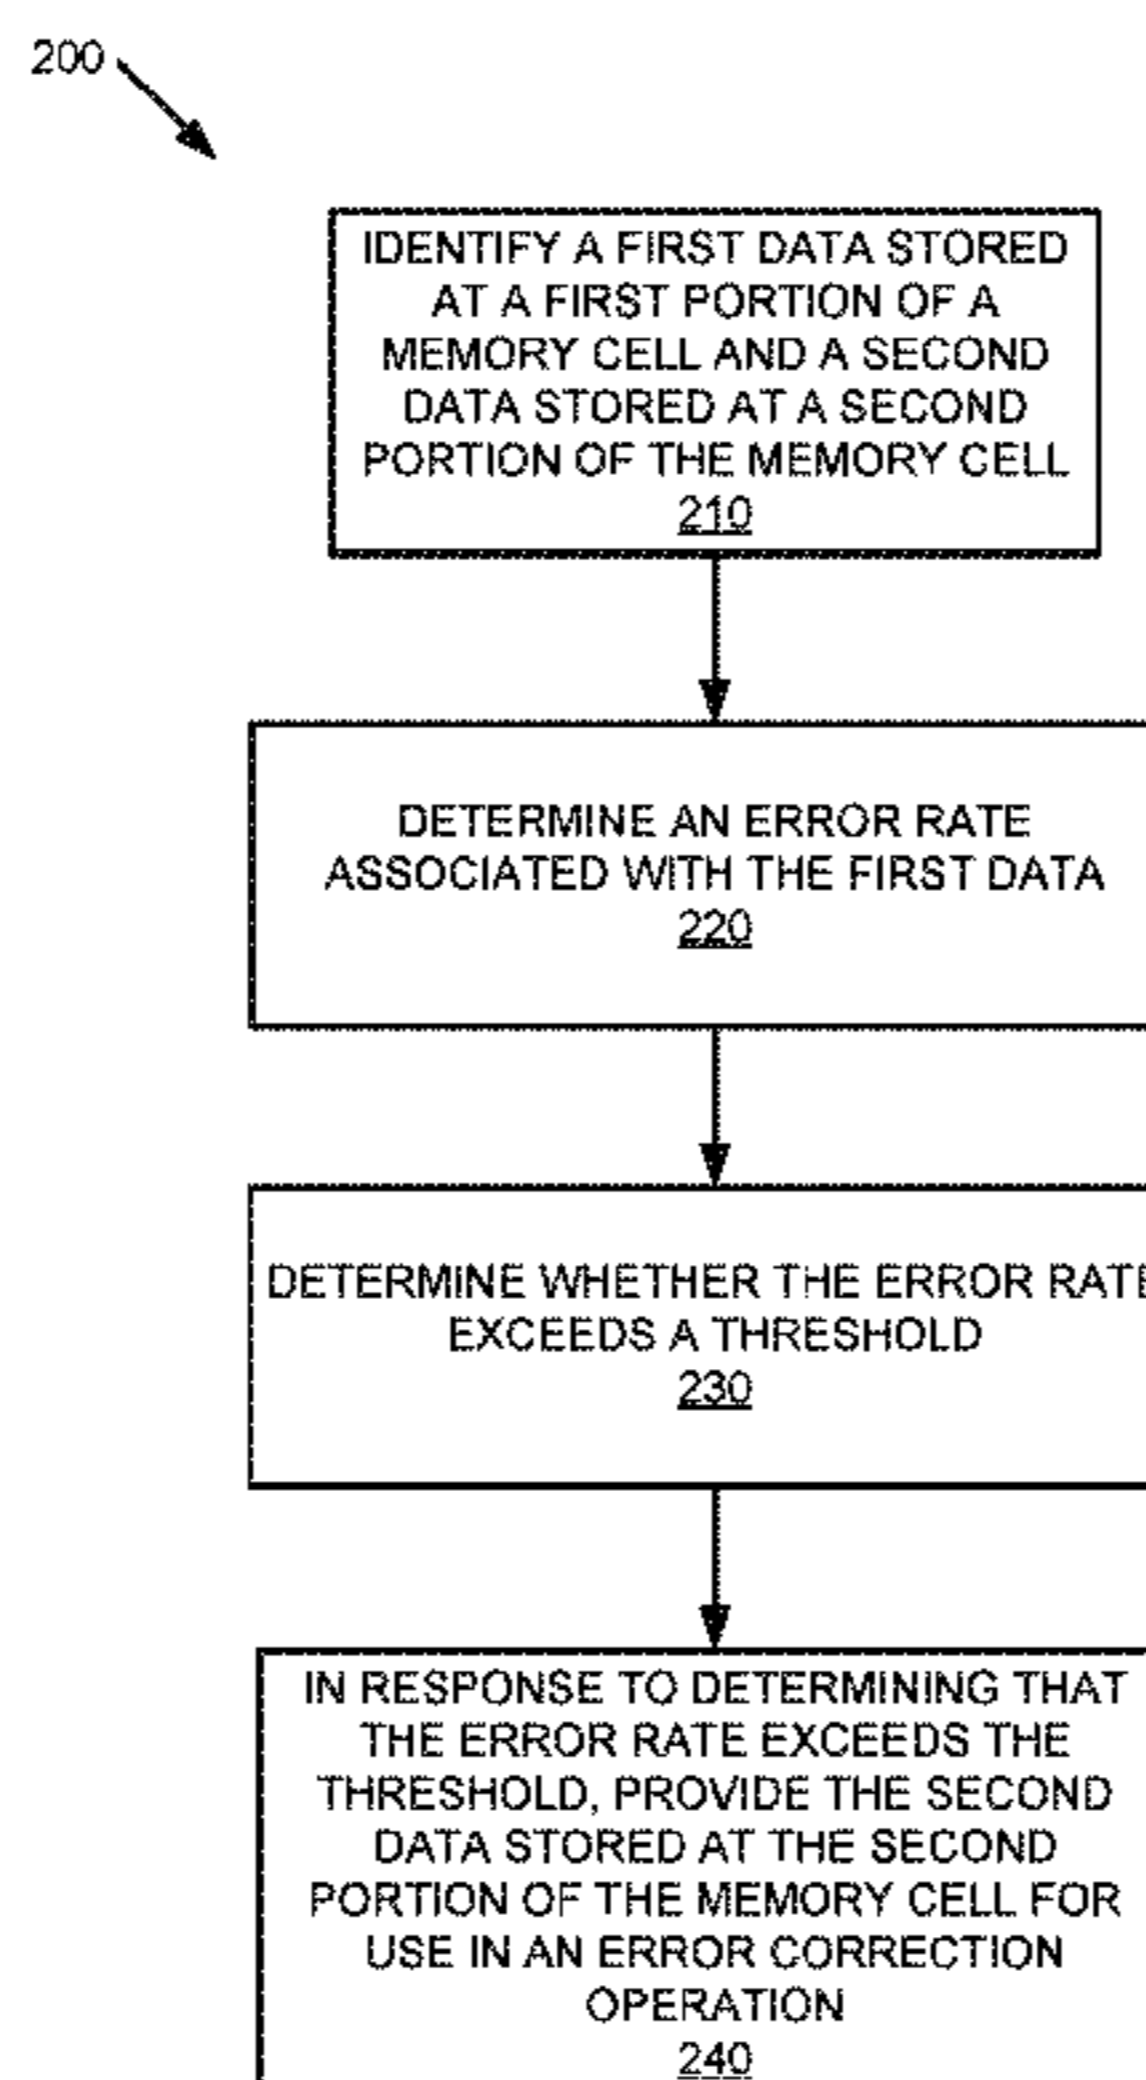 200
IDENTIFY A FIRST DATA STORED
AT A FIRST PORTION OF A
MEMORY CELL AND A SECOND
DATA STORED AT A SECOND
PORTION OF THE MEMORY CELL
210
DETERMINE AN ERROR RATE
ASSOCIATED WITH THE FIRST DATA
220
DETERMINE WHETHER THE ERROR RATE
EXCEEDS A THRESHOLD
230
IN RESPONSE TO DETERMINING THAT
THE ERROR RATE EXCEEDS THE
THRESHOLD, PROVIDE THE SECOND
DATA STORED AT THE SECOND
PORTION OF THE MEMORY CELL FOR
USE IN AN ERROR CORRECTION
OPERATION
240